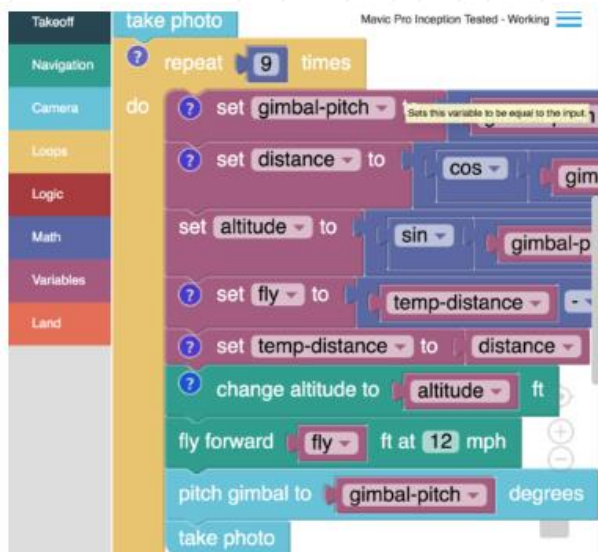 Takeoff
Navigation
Camera
Loops
Logic
Math
Variables
Land
take photo
Mavic Pro Inception Tested - Working
? repeat 9 times
do
? set gimbal-pitch
Sets this variable to be equal to the input.
? set distance to cos gim
set altitude to sin gimbal-p
? set fly to temp-distance -
? set temp-distance to distance
? change altitude to altitude ft
fly forward fly ft at 12 mph
pitch gimbal to gimbal-pitch degrees
take photo